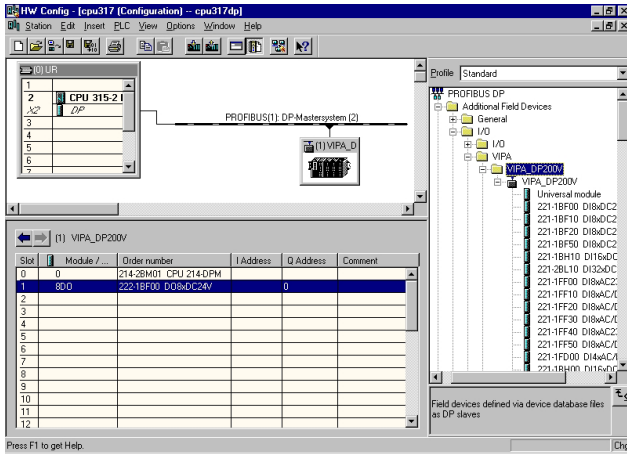 HW Config - [cpu317 (Configuration) -- cpu317dp]
Station Edit Insert PLC View Options Window Help
(0) UR
1
2 CPU 315-2
X2 DP
3
4
5
6
7
PROFIBUS(1): DP-Mastersystem (2)
(1) VIPA_D
Profile Standard
PROFIBUS DP
Additional Field Devices
General
I/O
I/O
VIPA
VIPA_DP200V
VIPA_DP200V
Universal module
221-1BF00 DI8xDC2
221-1BF10 DI8xDC2
221-1BF20 DI8xDC2
221-1BF50 DI8xDC2
221-1BH10 DI16xDC
221-2BL10 DI32xDC
221-1FF00 DI8xAC2
221-1FF10 DI8xAC/D
221-1FF20 DI8xAC/D
221-1FF30 DI8xAC/D
221-1FF40 DI8xAC2
221-1FF50 DI8xAC/D
221-1FD00 DI4xAC/D
221-1BH00 DI16xDC
(1) VIPA_DP200V
Slot Module / ... Order number I Address Q Address Comment
0 0 214-2BM01 CPU 214-DPM
1 8DO 222-1BF00 DO8xDC24V 0
2
3
4
5
6
7
8
9
10
11
12
Field devices defined via device database files
as DP slaves
Press F1 to get Help. Chg